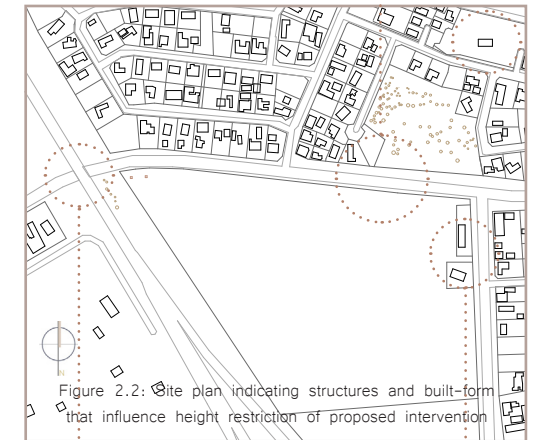 N
Figure 2.2: Site plan indicating structures and built-form
that influence height restriction of proposed intervention